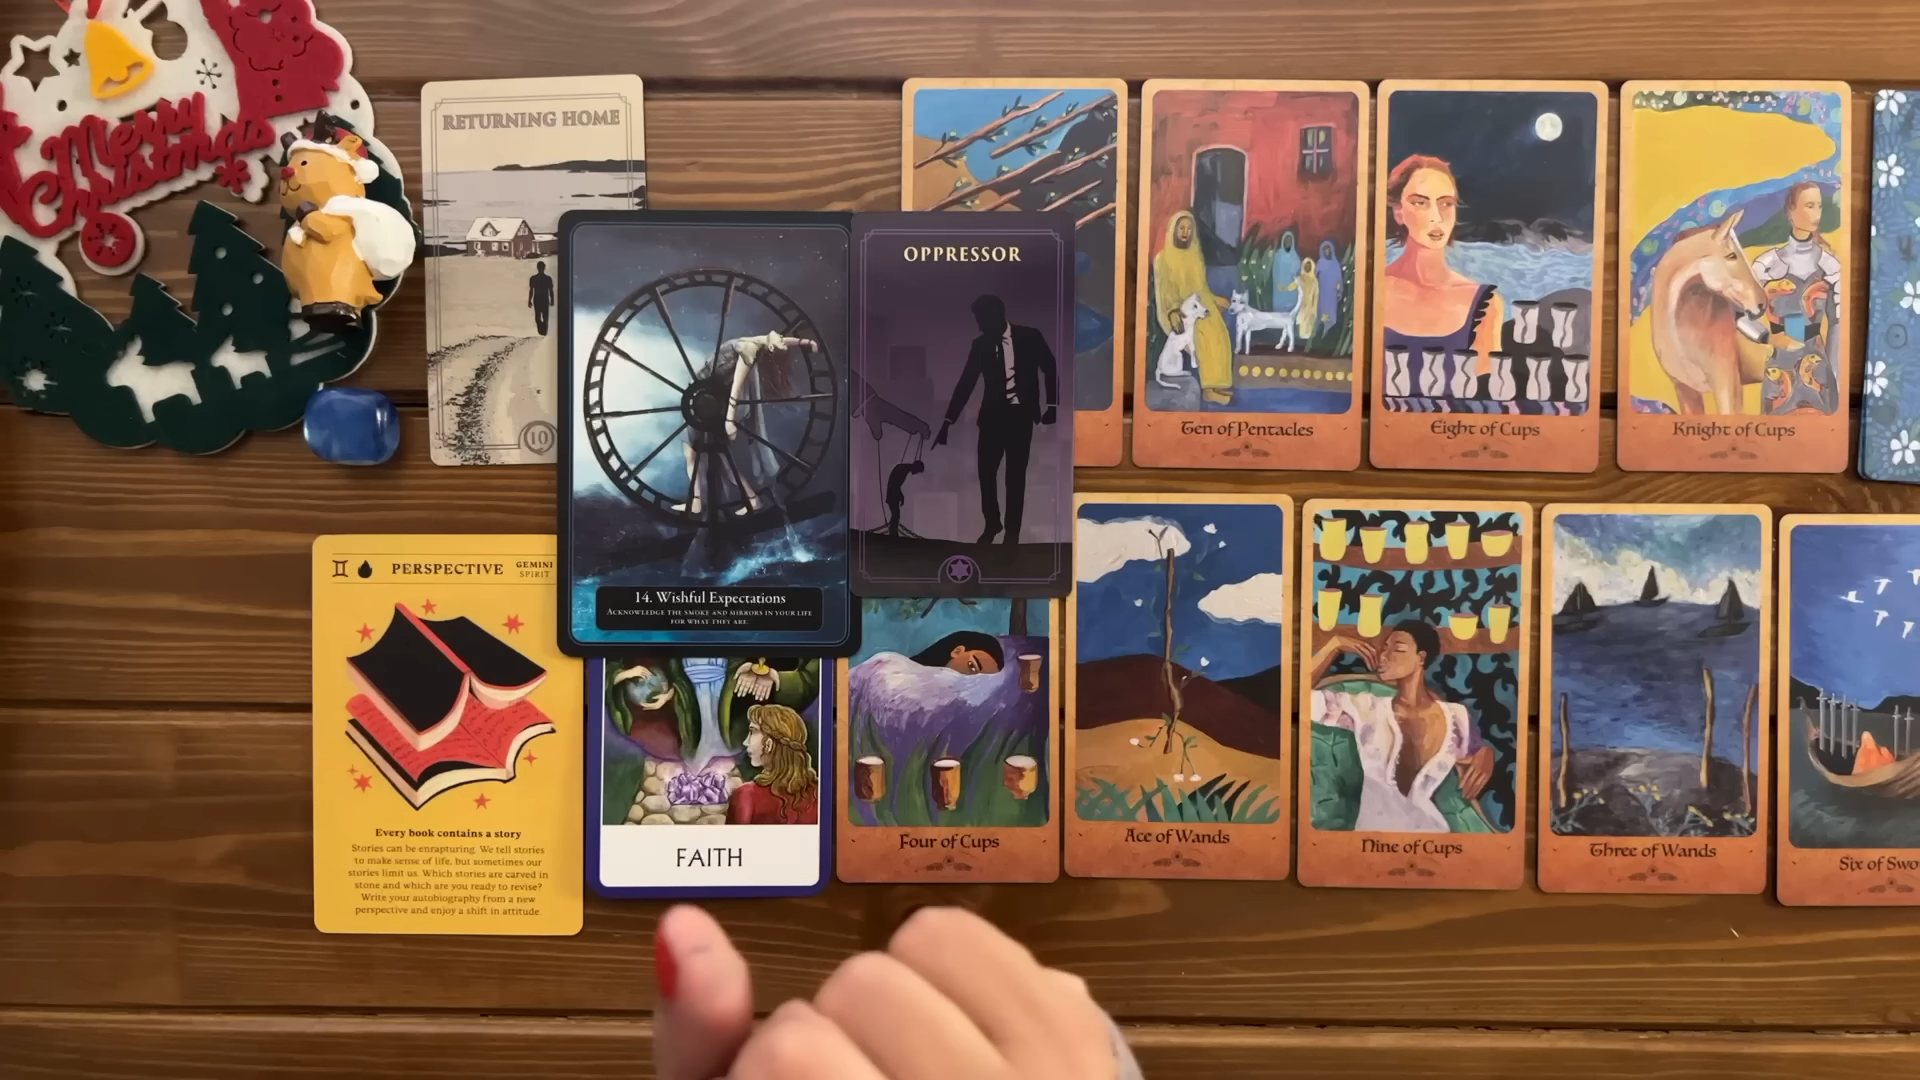 Merry
Christmas
RETURNING HOME
10
OPPRESSOR
14. Wishful Expectations
ACKNOWLEDGE THE SMOKE AND MIRRORS IN YOUR LIFE
FOR WHAT THEY ARE.
Ten of Pentacles
Eight of Cups
Knight of Cups
PERSPECTIVE
GEMINI
SPIRIT
Every book contains a story
Stories can be enrapturing. We tell stories
to make sense of life, but sometimes our
stories limit us. Which stories are carved in
stone and which are you ready to revise?
Write your autobiography from a new
perspective and enjoy a shift in attitude.
FAITH
Four of Cups
Ace of Wands
Nine of Cups
Three of Wands
Six of Swo